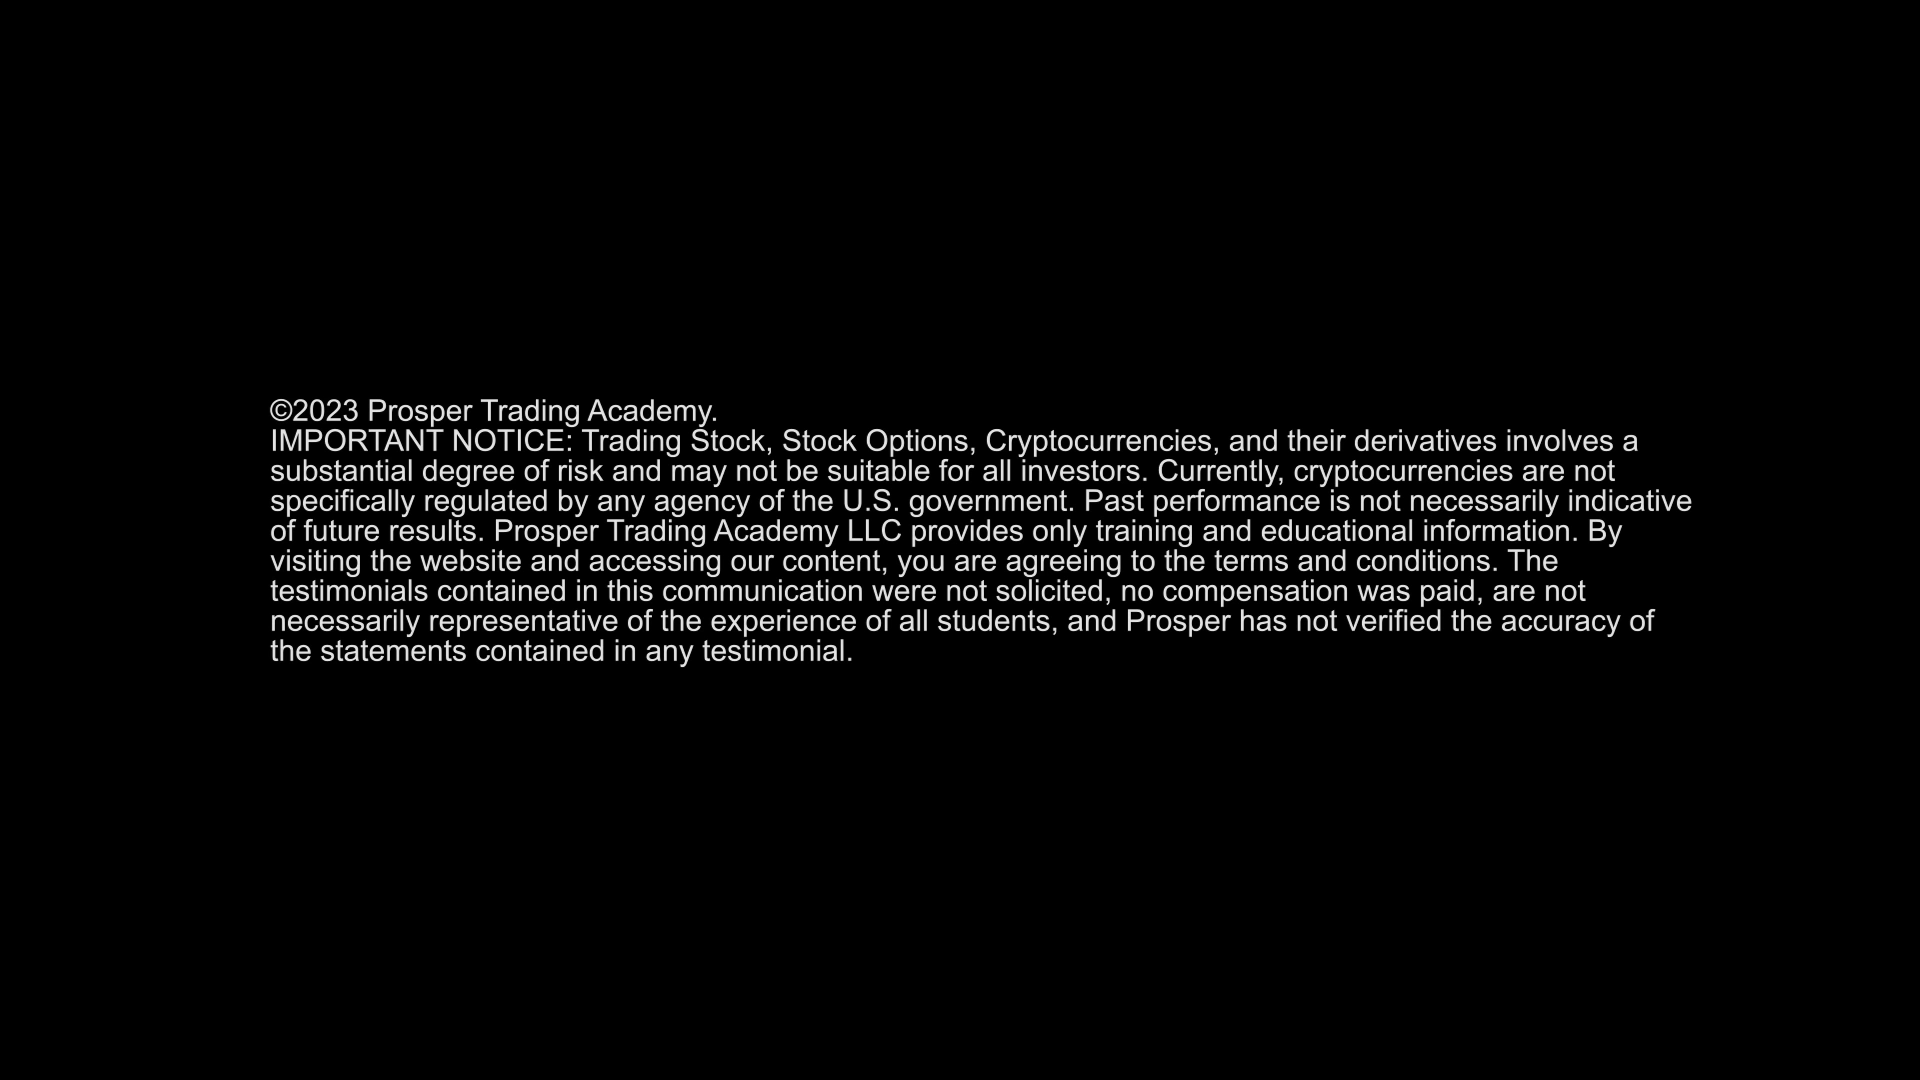 ©2023 Prosper Trading Academy.
IMPORTANT NOTICE: Trading Stock, Stock Options, Cryptocurrencies, and their derivatives involves a
substantial degree of risk and may not be suitable for all investors. Currently, cryptocurrencies are not
specifically regulated by any agency of the U.S. government. Past performance is not necessarily indicative
of future results. Prosper Trading Academy LLC provides only training and educational information. By
visiting the website and accessing our content, you are agreeing to the terms and conditions. The
testimonials contained in this communication were not solicited, no compensation was paid, are not
necessarily representative of the experience of all students, and Prosper has not verified the accuracy of
the statements contained in any testimonial.